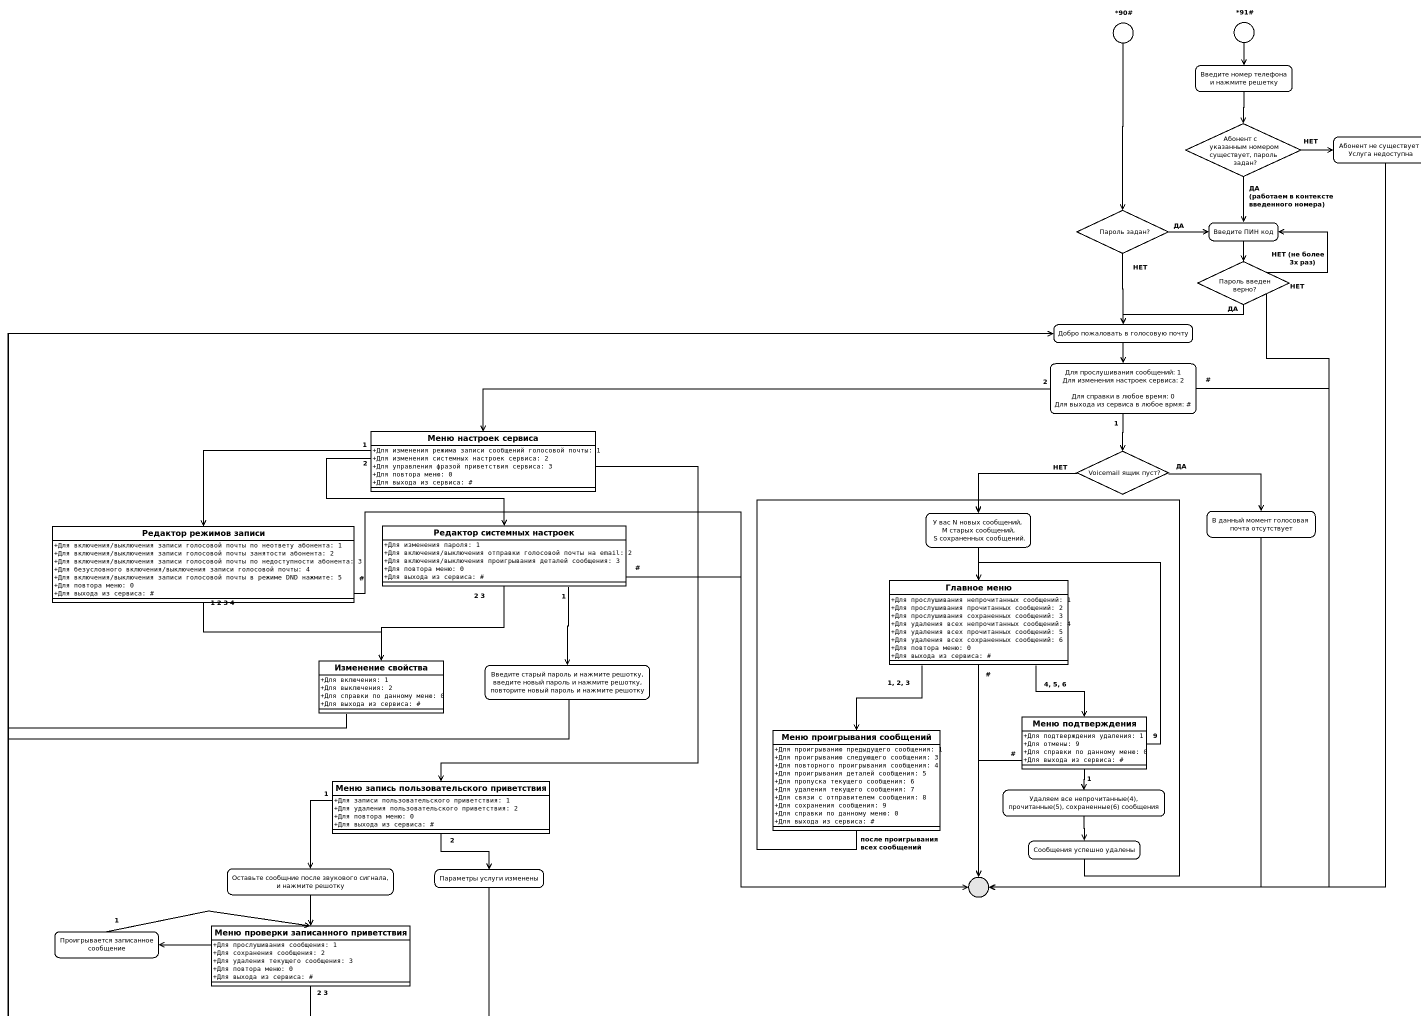 *90#
*91#
Введите номер телефона
и нажмите решетку
Абонент с
указанным номером
существует, пароль
задан?
НЕТ
Абонент не существует
Услуга недоступна
ДА
(работаем в контексте
введенного номера)
Пароль задан?
ДА
Введите ПИН код
НЕТ (не более
3х раз)
НЕТ
Пароль введен
верно?
НЕТ
ДА
Добро пожаловать в голосовую почту
Для прослушивания сообщений: 1
Для изменения настроек сервиса: 2
Для справки в любое время: 0
Для выхода из сервиса в любое врмя: #
2
#
1
Voicemail ящик пуст?
НЕТ
ДА
В данный момент голосовая
почта отсутствует
У вас N новых сообщений,
M старых сообщений,
S сохраненных сообщений.
Меню настроек сервиса
+Для изменения режима записи сообщений голосовой почты: 1
+Для изменения системных настроек сервиса: 2
+Для управления фразой приветствия сервиса: 3
+Для повтора меню: 0
+Для выхода из сервиса: #
1
2
Редактор режимов записи
+Для включения/выключения записи голосовой почты по неответу абонента: 1
+Для включения/выключения записи голосовой почты занятости абонента: 2
+Для включения/выключения записи голосовой почты по недоступности абонента: 3
+Для безусловного включения/выключения записи голосовой почты: 4
+Для включения/выключения записи голосовой почты в режиме DND нажмите: 5
+Для повтора меню: 0
+Для выхода из сервиса: #
#
1 2 3 4
Редактор системных настроек
+Для изменения пароля: 1
+Для включения/выключения отправки голосовой почты на email: 2
+Для включения/выключения проигрывания деталей сообщения: 3
+Для повтора меню: 0
+Для выхода из сервиса: #
#
2 3
1
Изменение свойства
+Для включения: 1
+Для выключения: 2
+Для справки по данному меню: 0
+Для выхода из сервиса: #
Введите старый пароль и нажмите решотку,
введите новый пароль и нажмите решотку,
повторите новый пароль и нажмите решотку
Главное меню
+Для прослушивания непрочитанных сообщений: 1
+Для прослушивания прочитанных сообщений: 2
+Для прослушивания сохраненных сообщений: 3
+Для удаления всех непрочитанных сообщений: 4
+Для удаления всех прочитанных сообщений: 5
+Для удаления всех сохраненных сообщений: 6
+Для повтора меню: 0
+Для выхода из сервиса: #
1, 2, 3
#
4, 5, 6
Меню подтверждения
+Для подтверждения удаления: 1
+Для отмены: 9
+Для справки по данному меню: 0
+Для выхода из сервиса: #
9
#
1
Удаляем все непрочитанные(4),
прочитаные(5), сохраненные(6) сообщения
Сообщения успешно удалены
Меню проигрывания сообщений
+Для проигрыванию предыдущего сообщения: 1
+Для проигрыванию следующего сообщения: 3
+Для повторного проигрывания сообщения: 4
+Для проигрывания деталей сообщения: 5
+Для пропуска текущего сообщения: 6
+Для удаления текущего сообщения: 7
+Для связи с отправителем сообщения: 8
+Для сохранения сообщения: 9
+Для справки по данному меню: 0
+Для выхода из сервиса: #
после проигрывания
всех сообщений
Меню запись пользовательского приветствия
+Для записи пользовательского приветствия: 1
+Для удаления пользовательского приветствия: 2
+Для повтора меню: 0
+Для выхода из сервиса: #
1
2
Оставьте сообщние после звукового сигнала,
и нажмите решотку
Параметры услуги изменены
1
Проигрывается записанное
сообщение
Меню проверки записанного приветствия
+Для прослушивания сообщения: 1
+Для сохранения сообщения: 2
+Для удаления текущего сообщения: 3
+Для повтора меню: 0
+Для выхода из сервиса: #
2 3